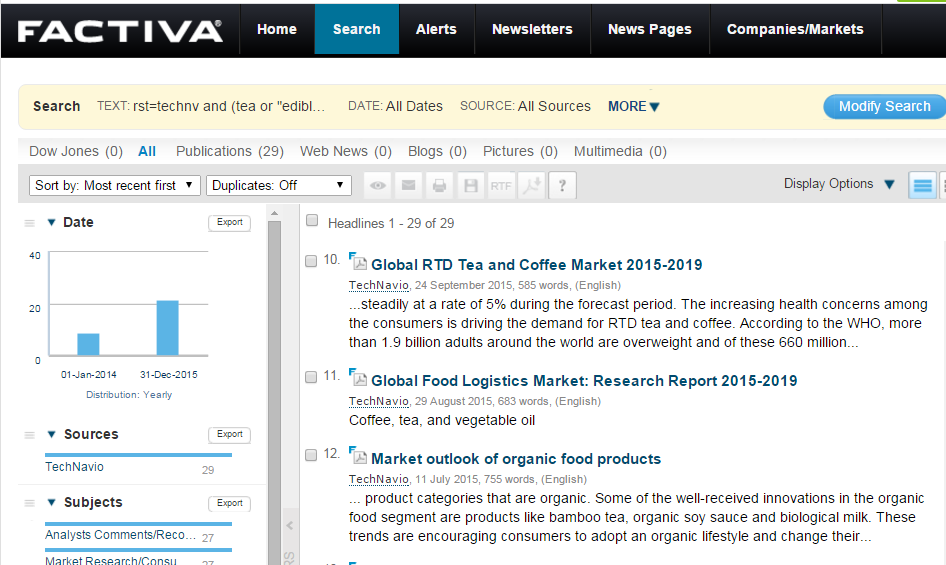 FACTIVA®
Home Search Alerts Newsletters News Pages Companies/Markets
Search TEXT: rst=technv and (tea or "edibl... DATE: All Dates SOURCE: All Sources MORE Modify Search
Dow Jones (0) All Publications (29) Web News (0) Blogs (0) Pictures (0) Multimedia (0)
Sort by: Most recent first Duplicates: Off RTF ? Display Options
Date Export
40
20
0
01-Jan-2014 31-Dec-2015
Distribution: Yearly
Sources Export
TechNavio 29
Subjects Export
Analysts Comments/Reco... 27
Market Research/Consu 27
Headlines 1 - 29 of 29
10. Global RTD Tea and Coffee Market 2015-2019
TechNavio, 24 September 2015, 585 words, (English)
...steadily at a rate of 5% during the forecast period. The increasing health concerns among
the consumers is driving the demand for RTD tea and coffee. According to the WHO, more
than 1.9 billion adults around the world are overweight and of these 660 million...
11. Global Food Logistics Market: Research Report 2015-2019
TechNavio, 29 August 2015, 683 words, (English)
Coffee, tea, and vegetable oil
12. Market outlook of organic food products
TechNavio, 11 July 2015, 755 words, (English)
... product categories that are organic. Some of the well-received innovations in the organic
food segment are products like bamboo tea, organic soy sauce and biological milk. These
trends are encouraging consumers to adopt an organic lifestyle and change their...